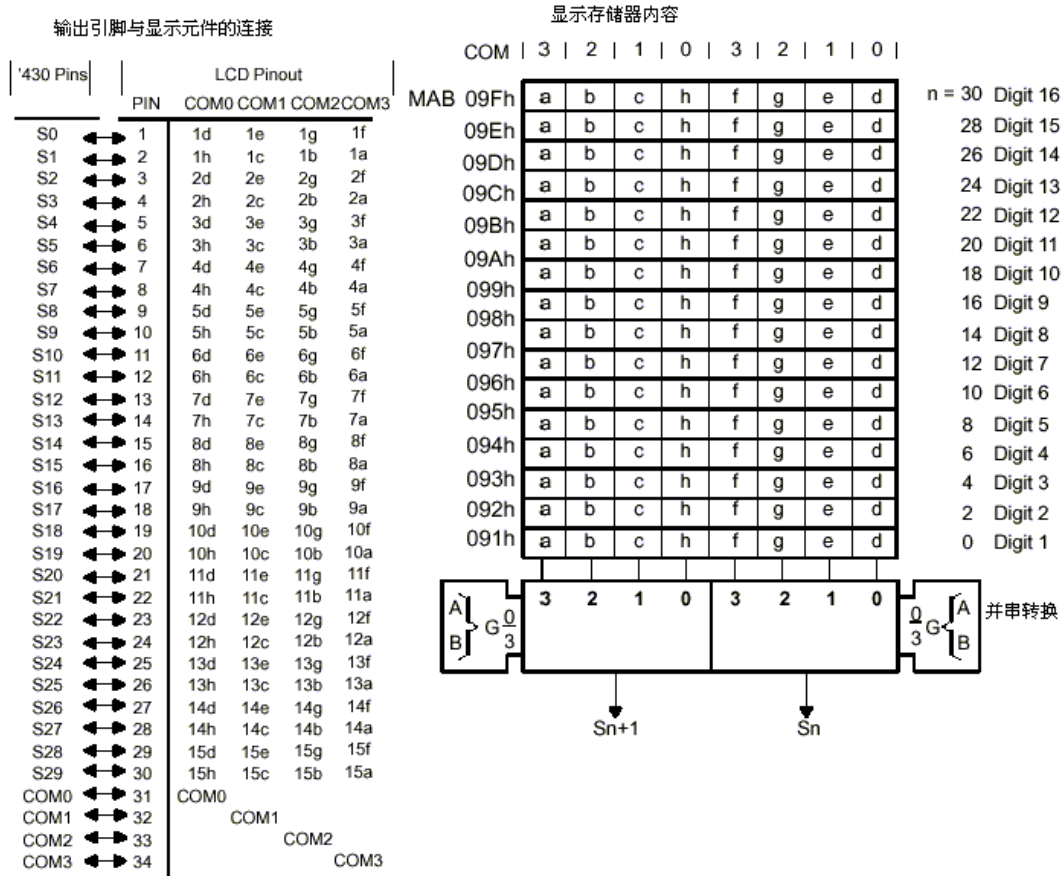 输出引脚与显示元件的连接
'430 Pins LCD Pinout
PIN COM0 COM1 COM2 COM3
S0 1 1d 1e 1g 1f
S1 2 1h 1c 1b 1a
S2 3 2d 2e 2g 2f
S3 4 2h 2c 2b 2a
S4 5 3d 3e 3g 3f
S5 6 3h 3c 3b 3a
S6 7 4d 4e 4g 4f
S7 8 4h 4c 4b 4a
S8 9 5d 5e 5g 5f
S9 10 5h 5c 5b 5a
S10 11 6d 6e 6g 6f
S11 12 6h 6c 6b 6a
S12 13 7d 7e 7g 7f
S13 14 7h 7c 7b 7a
S14 15 8d 8e 8g 8f
S15 16 8h 8c 8b 8a
S16 17 9d 9e 9g 9f
S17 18 9h 9c 9b 9a
S18 19 10d 10e 10g 10f
S19 20 10h 10c 10b 10a
S20 21 11d 11e 11g 11f
S21 22 11h 11c 11b 11a
S22 23 12d 12e 12g 12f
S23 24 12h 12c 12b 12a
S24 25 13d 13e 13g 13f
S25 26 13h 13c 13b 13a
S26 27 14d 14e 14g 14f
S27 28 14h 14c 14b 14a
S28 29 15d 15e 15g 15f
S29 30 15h 15c 15b 15a
COM0 31 COM0
COM1 32 COM1
COM2 33 COM2
COM3 34 COM3
显示存储器内容
COM 3 2 1 0 3 2 1 0
MAB 09Fh a b c h f g e d n = 30 Digit 16
09Eh a b c h f g e d 28 Digit 15
09Dh a b c h f g e d 26 Digit 14
09Ch a b c h f g e d 24 Digit 13
09Bh a b c h f g e d 22 Digit 12
09Ah a b c h f g e d 20 Digit 11
099h a b c h f g e d 18 Digit 10
098h a b c h f g e d 16 Digit 9
097h a b c h f g e d 14 Digit 8
096h a b c h f g e d 12 Digit 7
095h a b c h f g e d 10 Digit 6
094h a b c h f g e d 8 Digit 5
093h a b c h f g e d 6 Digit 4
092h a b c h f g e d 4 Digit 3
091h a b c h f g e d 2 Digit 2
a b c h f g e d 0 Digit 1
3 2 1 0 3 2 1 0
A B G 0 3
0 3 G A B
并串转换
Sn+1 Sn